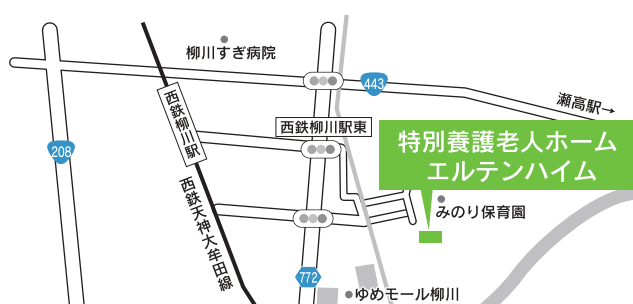 柳川すぎ病院
443
瀬高駅→
西鉄柳川駅
西鉄柳川駅東
特別養護老人ホーム
エルテンハイム
208
西鉄天神大牟田線
みのり保育園
772
ゆめモール柳川